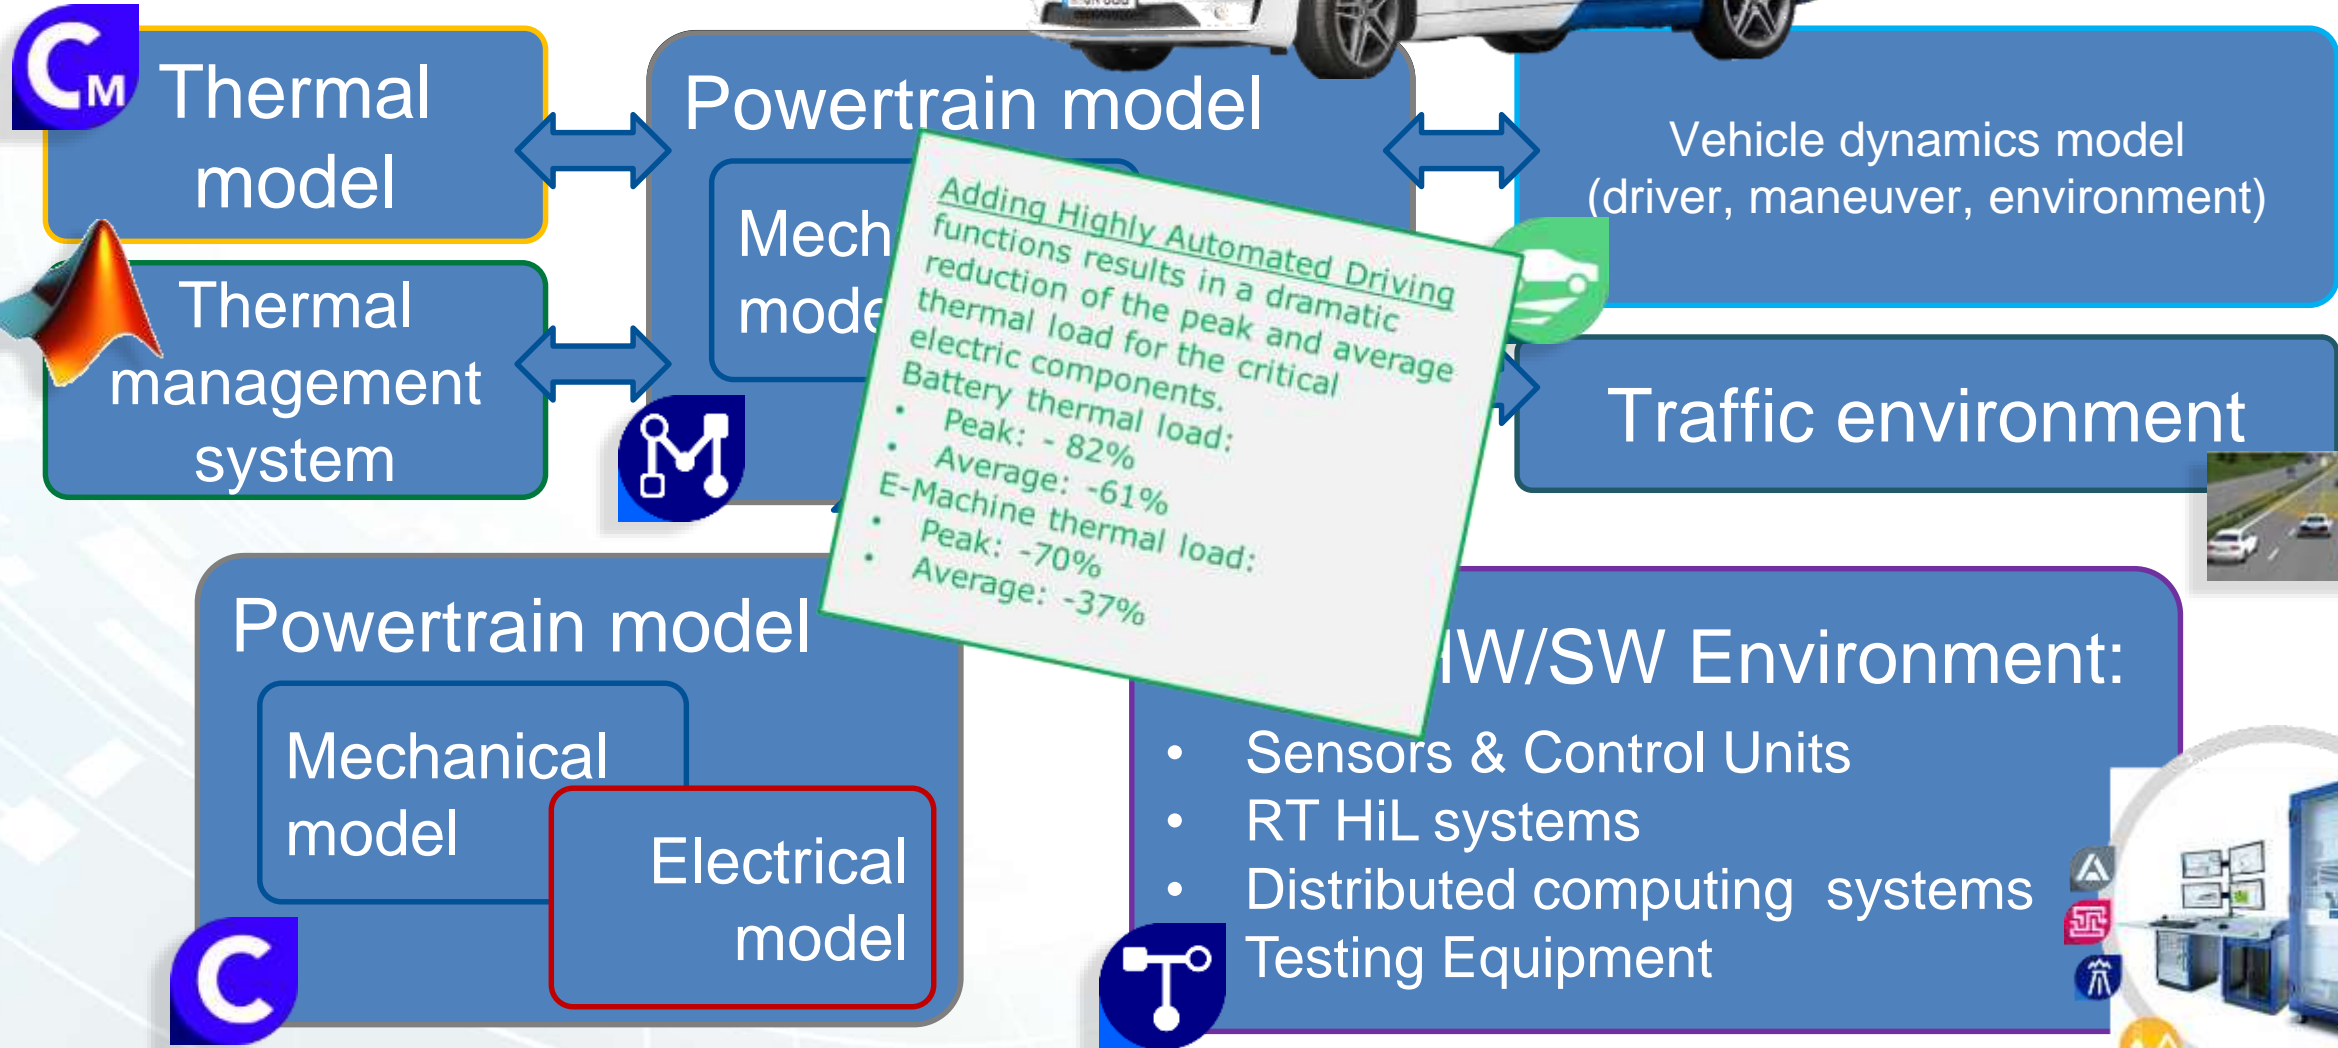 Thermal
model
Thermal
management
system
Powertrain model
Mech
mode
Vehicle dynamics model
(driver, maneuver, environment)
Traffic environment
Adding Highly Automated Driving
functions results in a dramatic
reduction of the peak and average
thermal load for the critical
electric components.
Battery thermal load:
• Peak: - 82%
• Average: -61%
E-Machine thermal load:
• Peak: -70%
• Average: -37%
Powertrain model
Mechanical
model
Electrical
model
W/SW Environment:
• Sensors & Control Units
• RT HiL systems
• Distributed computing systems
Testing Equipment
CM
C